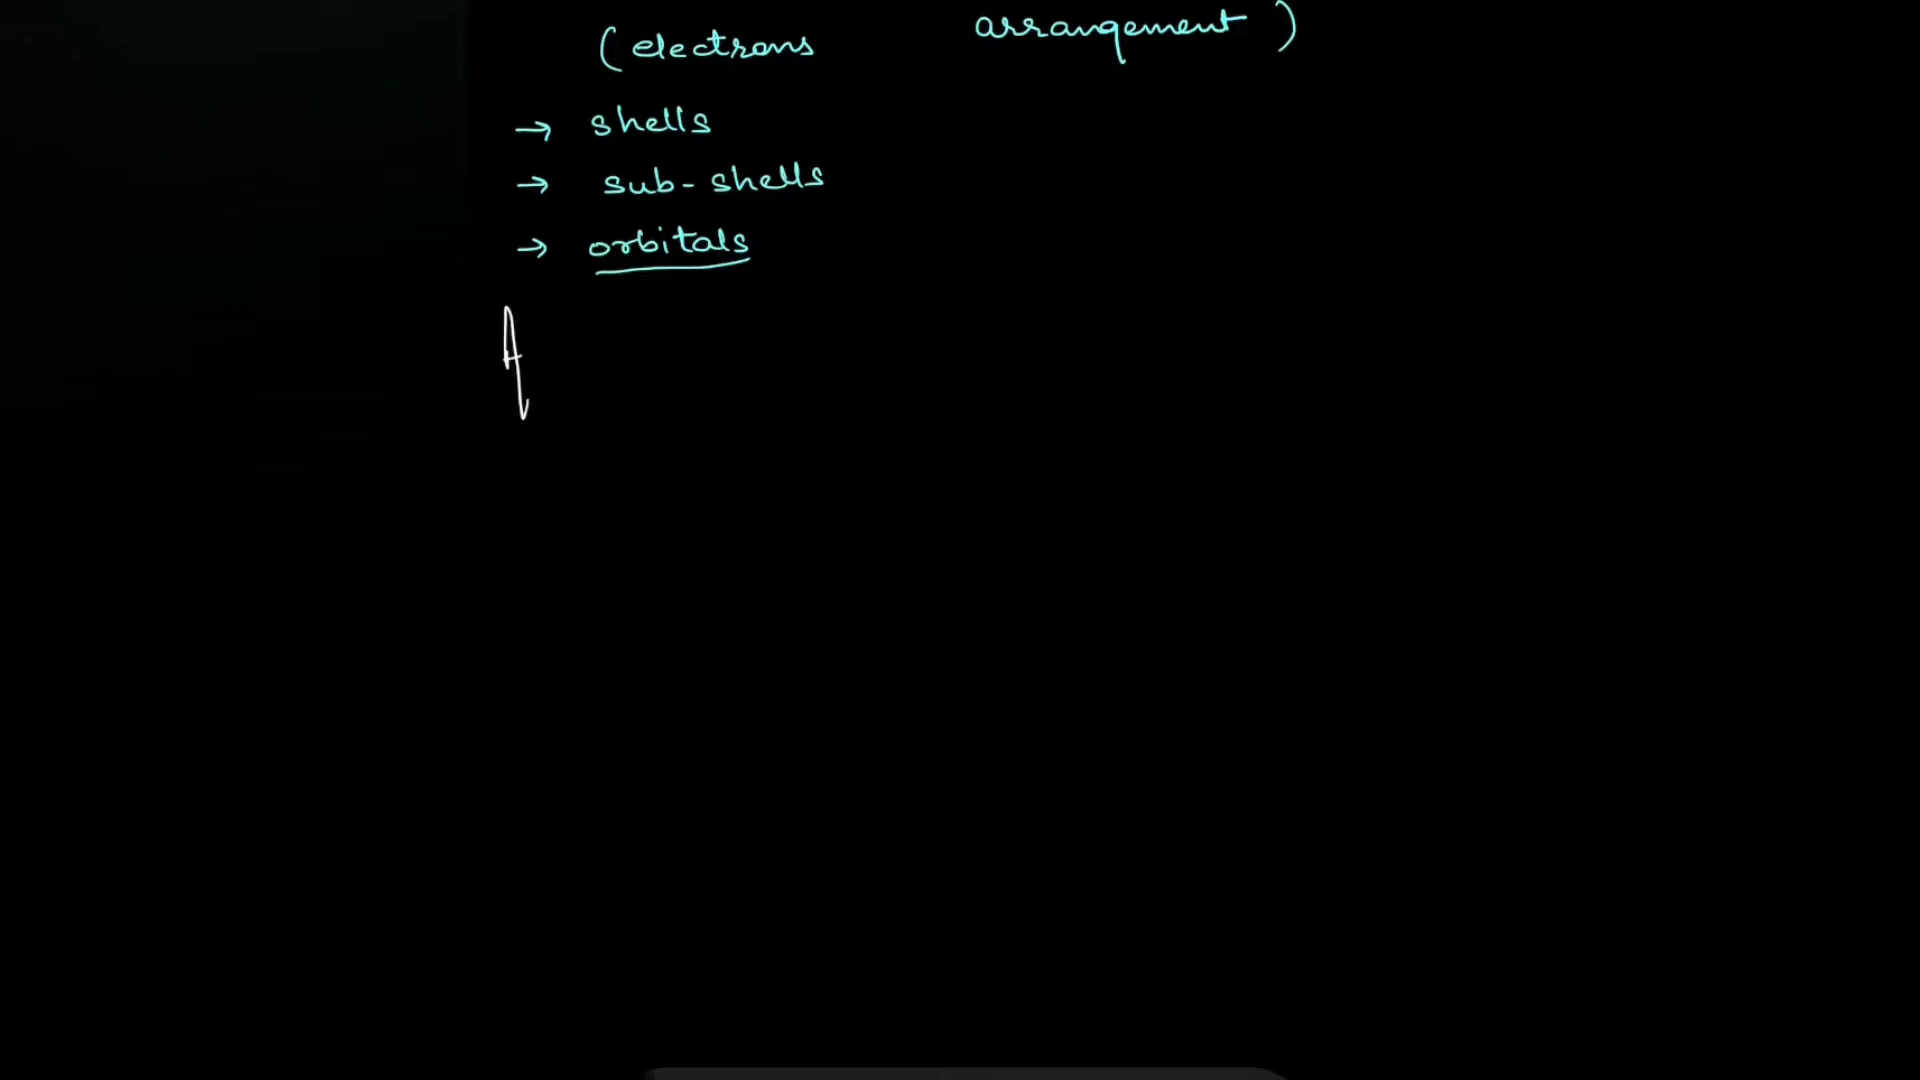 (electrons arrangement)
→ shells
→ sub-shells
→ orbitals